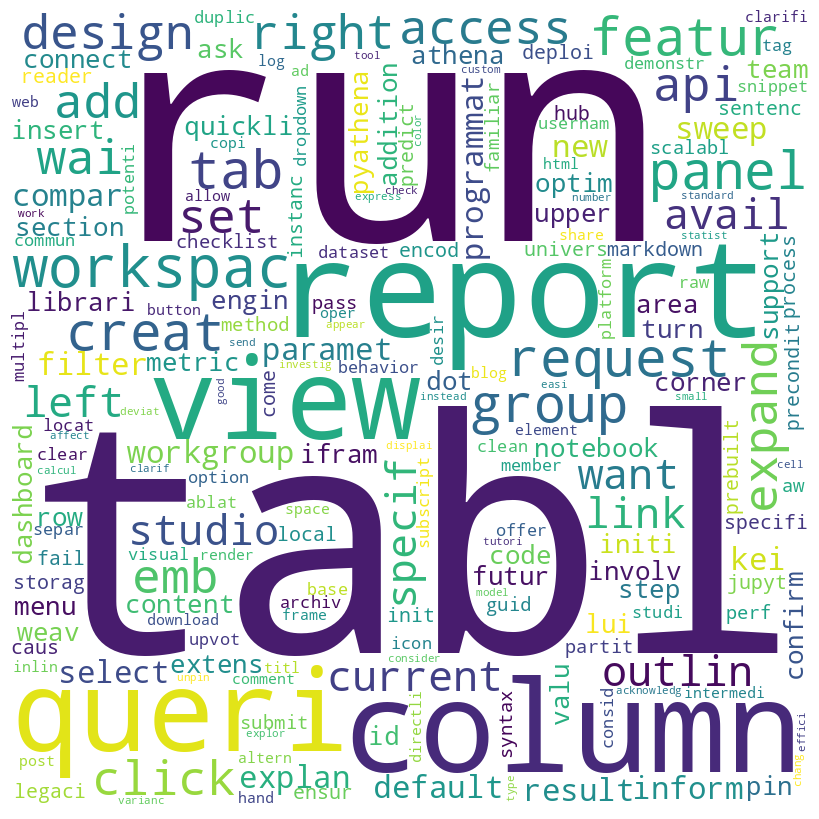 run
tabl
report
view
column
queri
workspac
design
right
access
featur
add
wai
tab
set
api
panel
avail
creat
request
group
expand
left
emb
studio
specif
want
link
click
current
outlin
result
inform
default
explan
select
compar
section
connect
insert
quickli
addition
athena
pyathena
programmat
optim
upper
new
sweep
team
support
paramet
filter
metric
librari
engin
workgroup
ifram
dot
futur
involv
initi
kei
step
code
notebook
row
menu
weav
content
dashboard
extens
valu
id
pin
confirm
lui
turn
area
corner
duplic
ask
reader
web
log
ad
tool
custom
color
check
express
copi
allow
checklist
dropdown
instanc
potenti
commun
work
predict
familiar
deploi
demonstr
clarifi
tag
snippet
sentenc
scalabl
hub
usernam
html
number
share
standard
statist
univers
markdown
encod
dataset
pass
oper
appear
send
button
method
multipl
behavior
investig
desir
platform
raw
process
precondit
prebuilt
blog
easi
small
instead
element
come
good
deviat
locat
clear
affect
calcul
clarif
option
ablat
space
displai
clean
member
subscript
offer
tutori
specifi
aw
cell
jupyt
perf
studi
partit
guid
model
init
icon
consider
base
frame
archiv
local
visual
render
download
upvot
separ
fail
storag
caus
inlin
titl
unpin
comment
submit
explor
altern
ensur
hand
varianc
post
legaci
directli
syntax
type
consid
acknowledg
intermedi
effici
chang